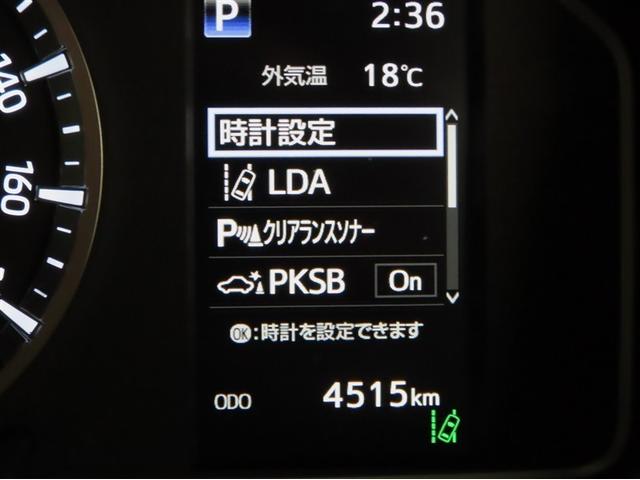 P 2:36
外気温 18℃
140
時計設定
LDA
160
Pクリアランスソナー
PKSB On
OK:時計を設定できます
ODO 4515km